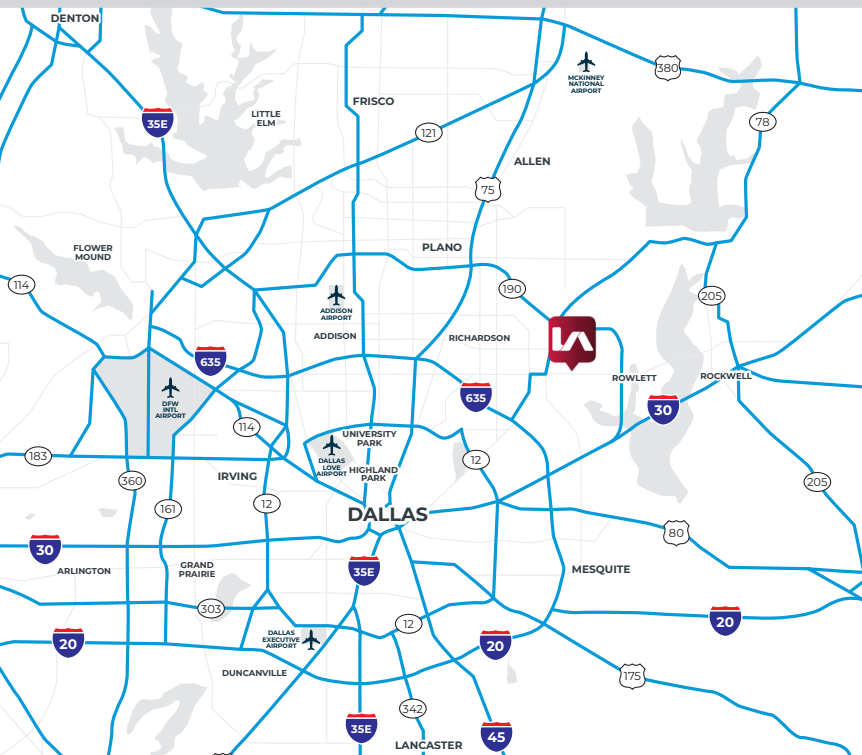 DENTON
MCKINNEY
NATIONAL
AIRPORT
380
35E
LITTLE
ELM
FRISCO
121
78
ALLEN
75
FLOWER
MOUND
PLANO
114
190
205
ADDISON
AIRPORT
ADDISON
RICHARDSON
LA
635
DFW
INTL
AIRPORT
635
ROWLETT
ROCKWELL
30
114
UNIVERSITY
PARK
DALLAS
LOVE
AIRPORT
HIGHLAND
PARK
12
183
360
IRVING
205
161
12
DALLAS
80
30
ARLINGTON
GRAND
PRAIRIE
35E
MESQUITE
303
12
20
20
DALLAS
EXECUTIVE
AIRPORT
20
DUNCANVILLE
175
342
35E
45
LANCASTER